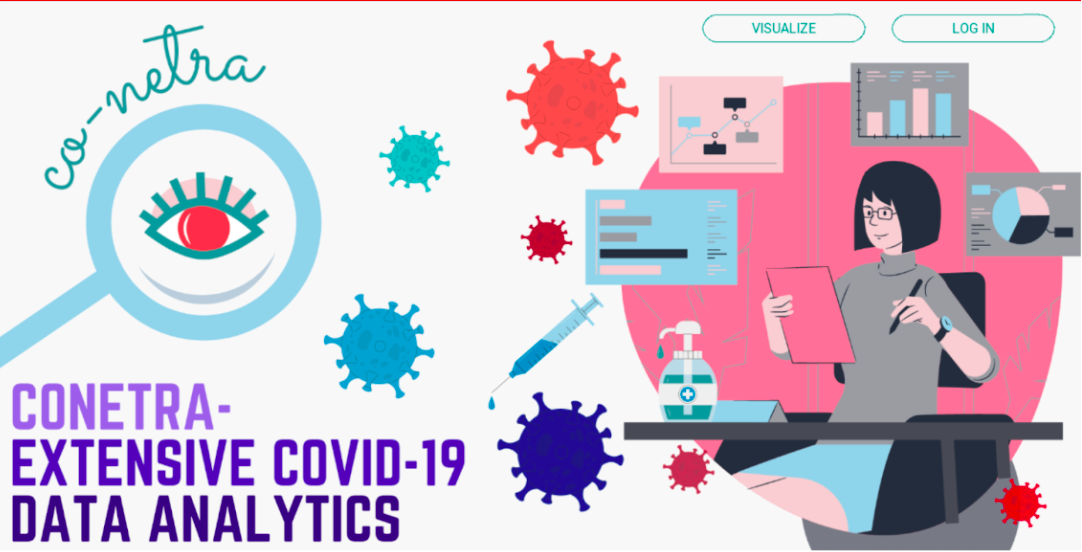 co-netra
VISUALIZE
LOG IN
CONETRA-
EXTENSIVE COVID-19
DATA ANALYTICS